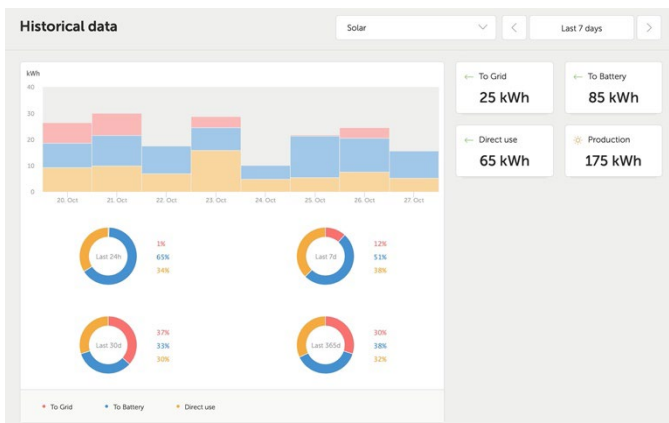 Historical data
Solar
Last 7 days
kWh
40
30
20
10
0
20. Oct 21. Oct 22. Oct 23. Oct 24. Oct 25. Oct 26. Oct 27. Oct
To Grid
25 kWh
To Battery
85 kWh
Direct use
65 kWh
Production
175 kWh
Last 24h
1%
65%
34%
Last 7d
12%
51%
38%
Last 30d
37%
33%
30%
Last 365d
30%
38%
32%
To Grid To Battery Direct use